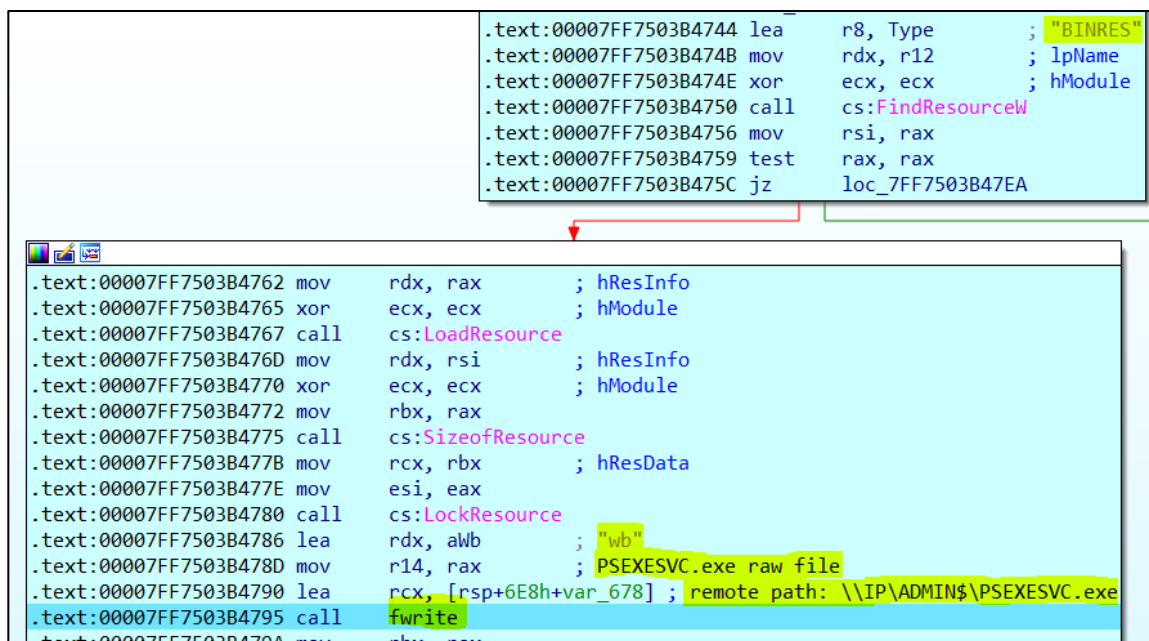 .text:00007FF7503B4744 lea r8, Type ; "BINRES"
.text:00007FF7503B474B mov rdx, r12 ; lpName
.text:00007FF7503B474E xor ecx, ecx ; hModule
.text:00007FF7503B4750 call cs:FindResourceW
.text:00007FF7503B4756 mov rsi, rax
.text:00007FF7503B4759 test rax, rax
.text:00007FF7503B475C jz loc_7FF7503B47EA
.text:00007FF7503B4762 mov rdx, rax ; hResInfo
.text:00007FF7503B4765 xor ecx, ecx ; hModule
.text:00007FF7503B4767 call cs:LoadResource
.text:00007FF7503B476D mov rdx, rsi ; hResInfo
.text:00007FF7503B4770 xor ecx, ecx ; hModule
.text:00007FF7503B4772 mov rbx, rax
.text:00007FF7503B4775 call cs:SizeofResource
.text:00007FF7503B477B mov rcx, rbx ; hResData
.text:00007FF7503B477E mov esi, eax
.text:00007FF7503B4780 call cs:LockResource
.text:00007FF7503B4786 lea rdx, aWb ; "wb"
.text:00007FF7503B478D mov r14, rax ; PSEXESVC.exe raw file
.text:00007FF7503B4790 lea rcx, [rsp+6E8h+var_678] ; remote path: \\IP\ADMIN$\PSEXESVC.exe
.text:00007FF7503B4795 call fwrite